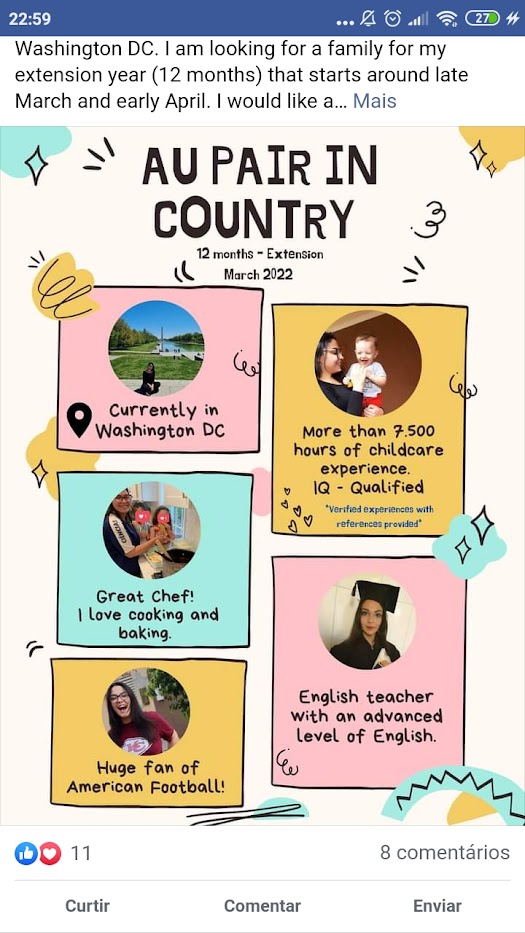 22:59
27
Washington DC. I am looking for a family for my
extension year (12 months) that starts around late
March and early April. I would like a... Mais
AU PAIR IN
COUNTRY
12 months - Extension
March 2022
Currently in
Washington DC
More than 7.500
hours of childcare
experience.
IQ - Qualified
"Verified experiences with
references provided"
Great Chef!
I love cooking and
baking.
English teacher
with an advanced
level of English.
Huge fan of
American Football!
11
8 comentários
Curtir
Comentar
Enviar